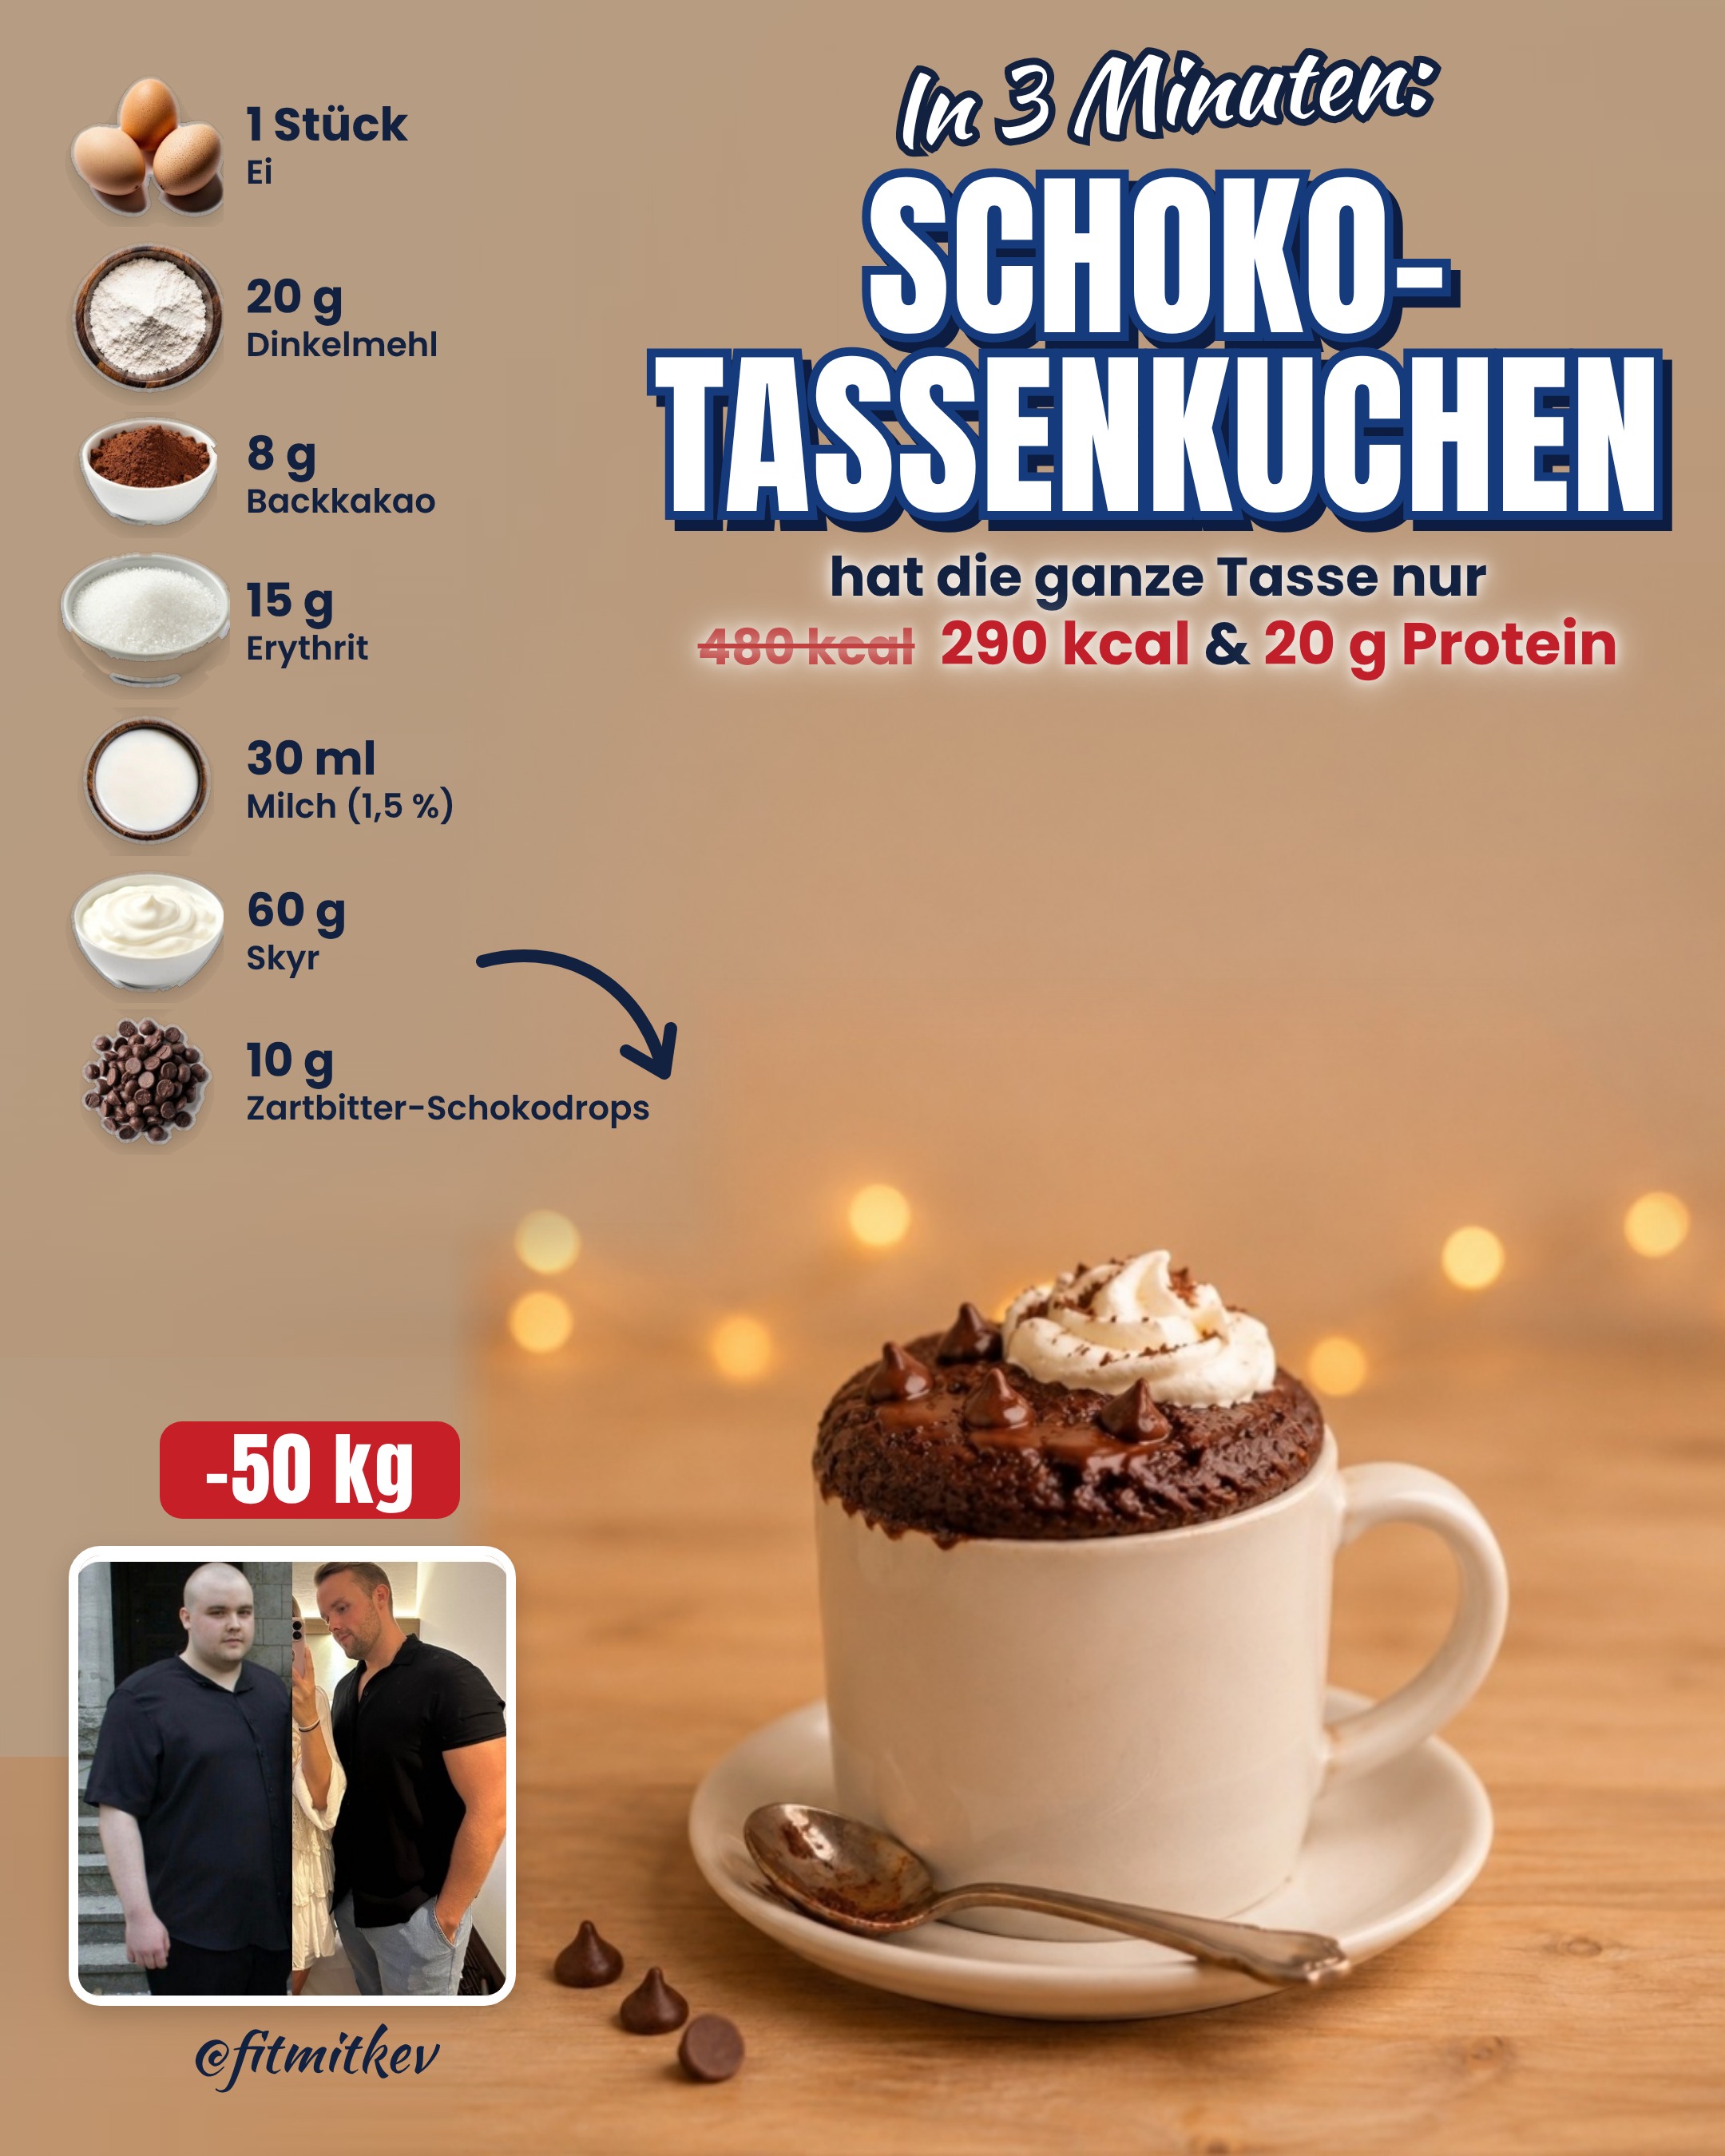 In 3 Minuten:
SCHOKO-
TASSENKUCHEN
hat die ganze Tasse nur
480 kcal 290 kcal & 20 g Protein
1 Stück
Ei
20 g
Dinkelmehl
8 g
Backkakao
15 g
Erythrit
30 ml
Milch (1,5 %)
60 g
Skyr
10 g
Zartbitter-Schokodrops
-50 kg
@fitmitkev